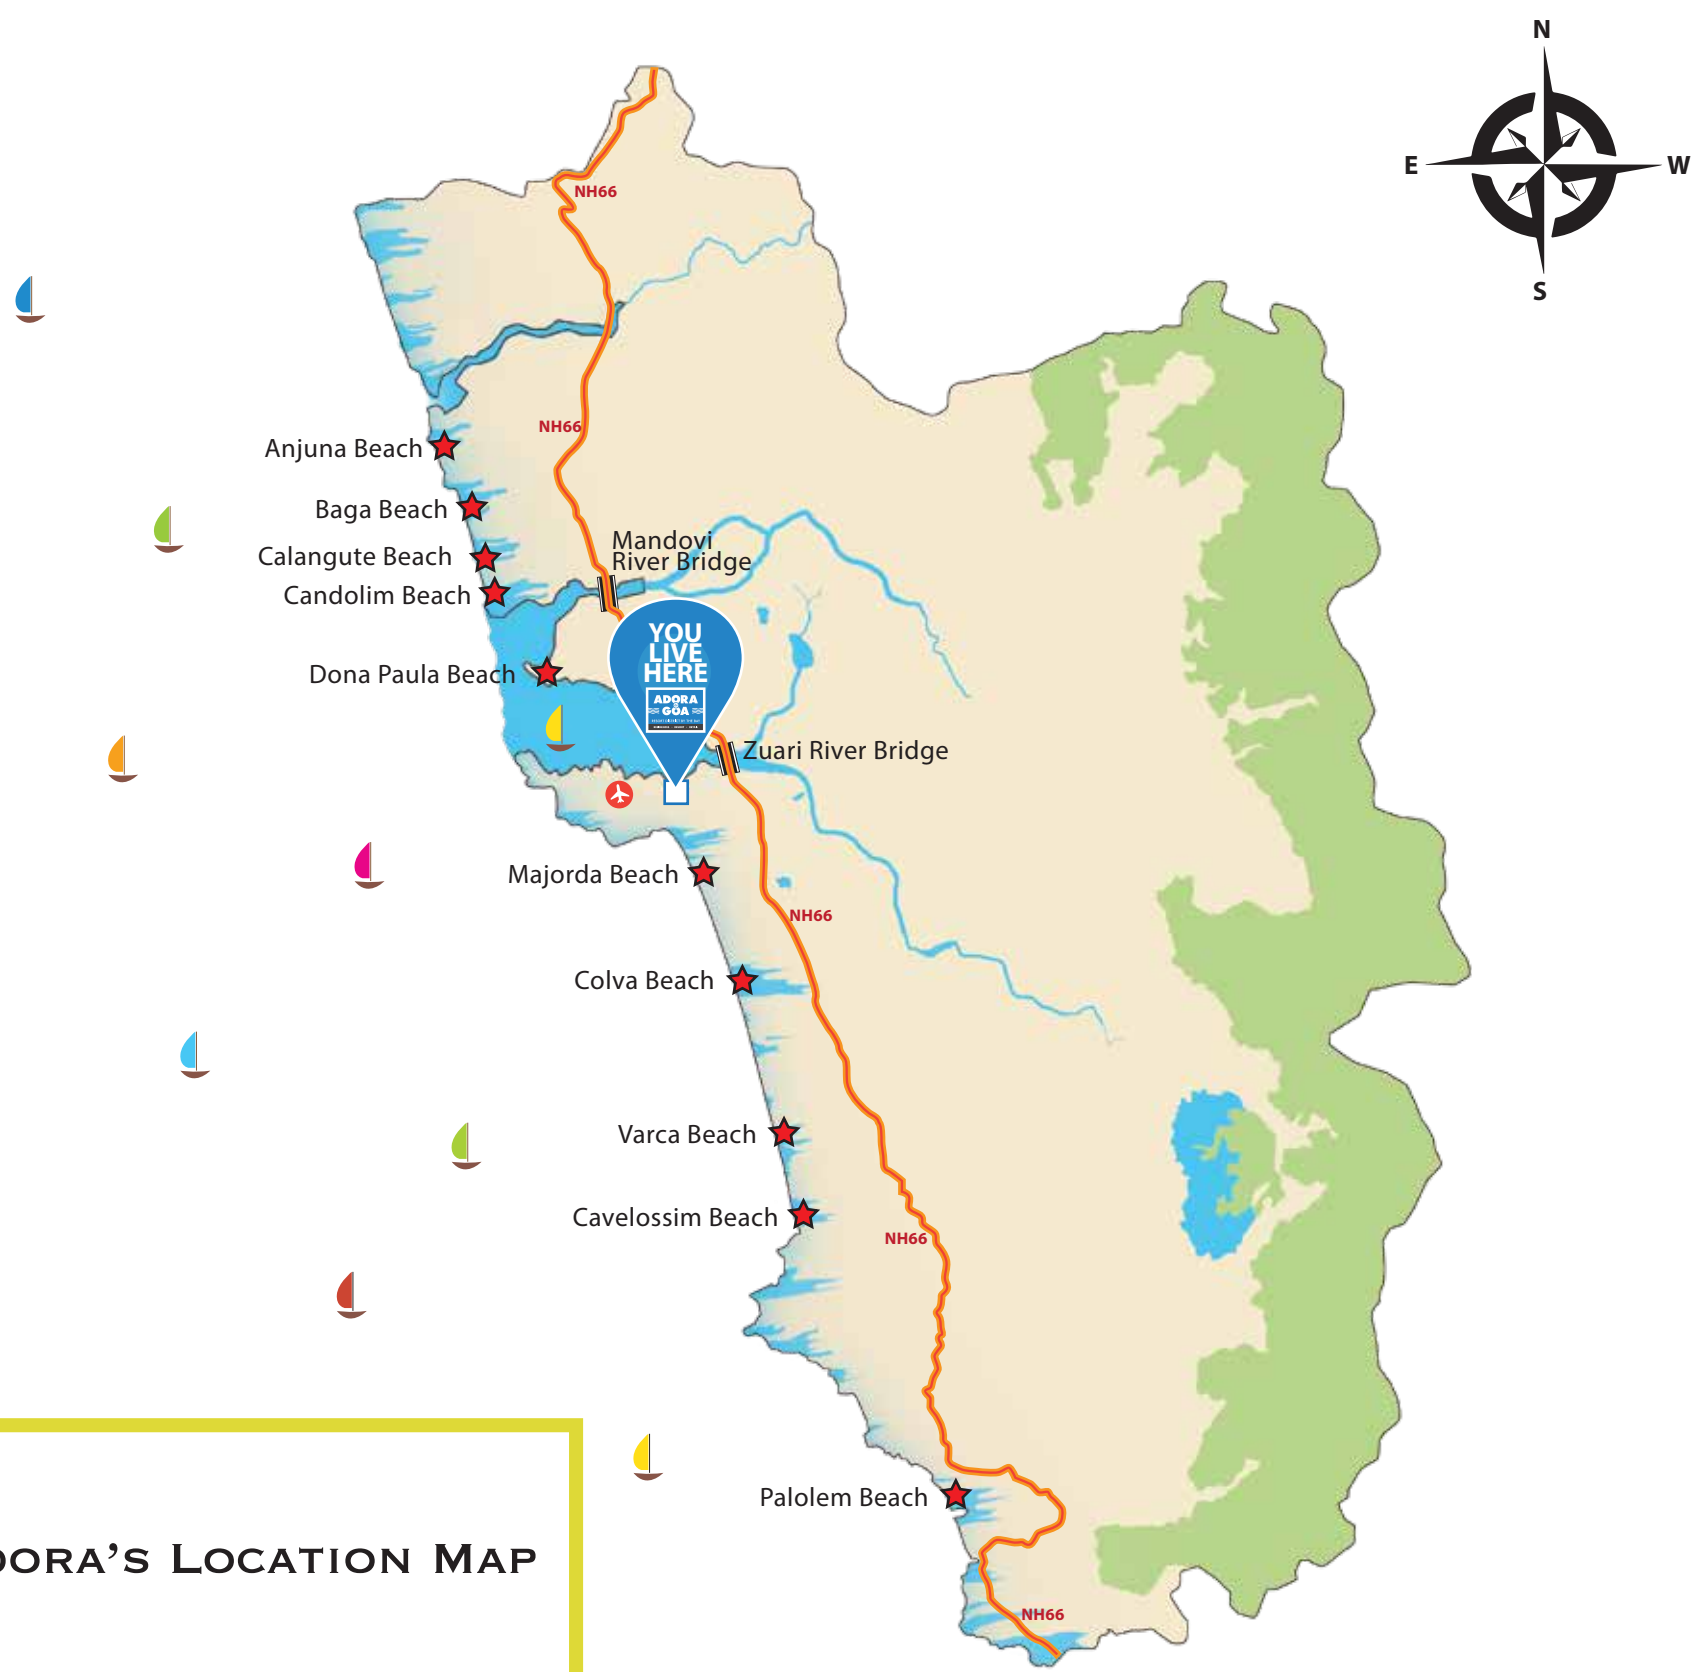 N
E
W
S
NH66
NH66
Anjuna Beach
Baga Beach
Mandovi
River Bridge
Calangute Beach
Candolim Beach
YOU
LIVE
HERE
ADORA
GOA
Dona Paula Beach
Zuari River Bridge
Majorda Beach
NH66
Colva Beach
Varca Beach
Cavelossim Beach
NH66
Palolem Beach
DORA’S LOCATION MAP
NH66